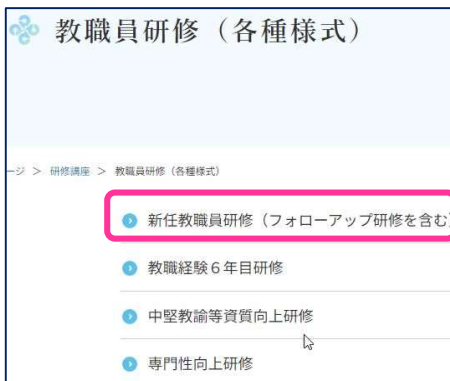 教職員研修（各種様式）
ージ > 研修講座 > 教職員研修（各種様式）
新任教職員研修（フォローアップ研修を含む）
教職経験６年目研修
中堅教諭等資質向上研修
専門性向上研修